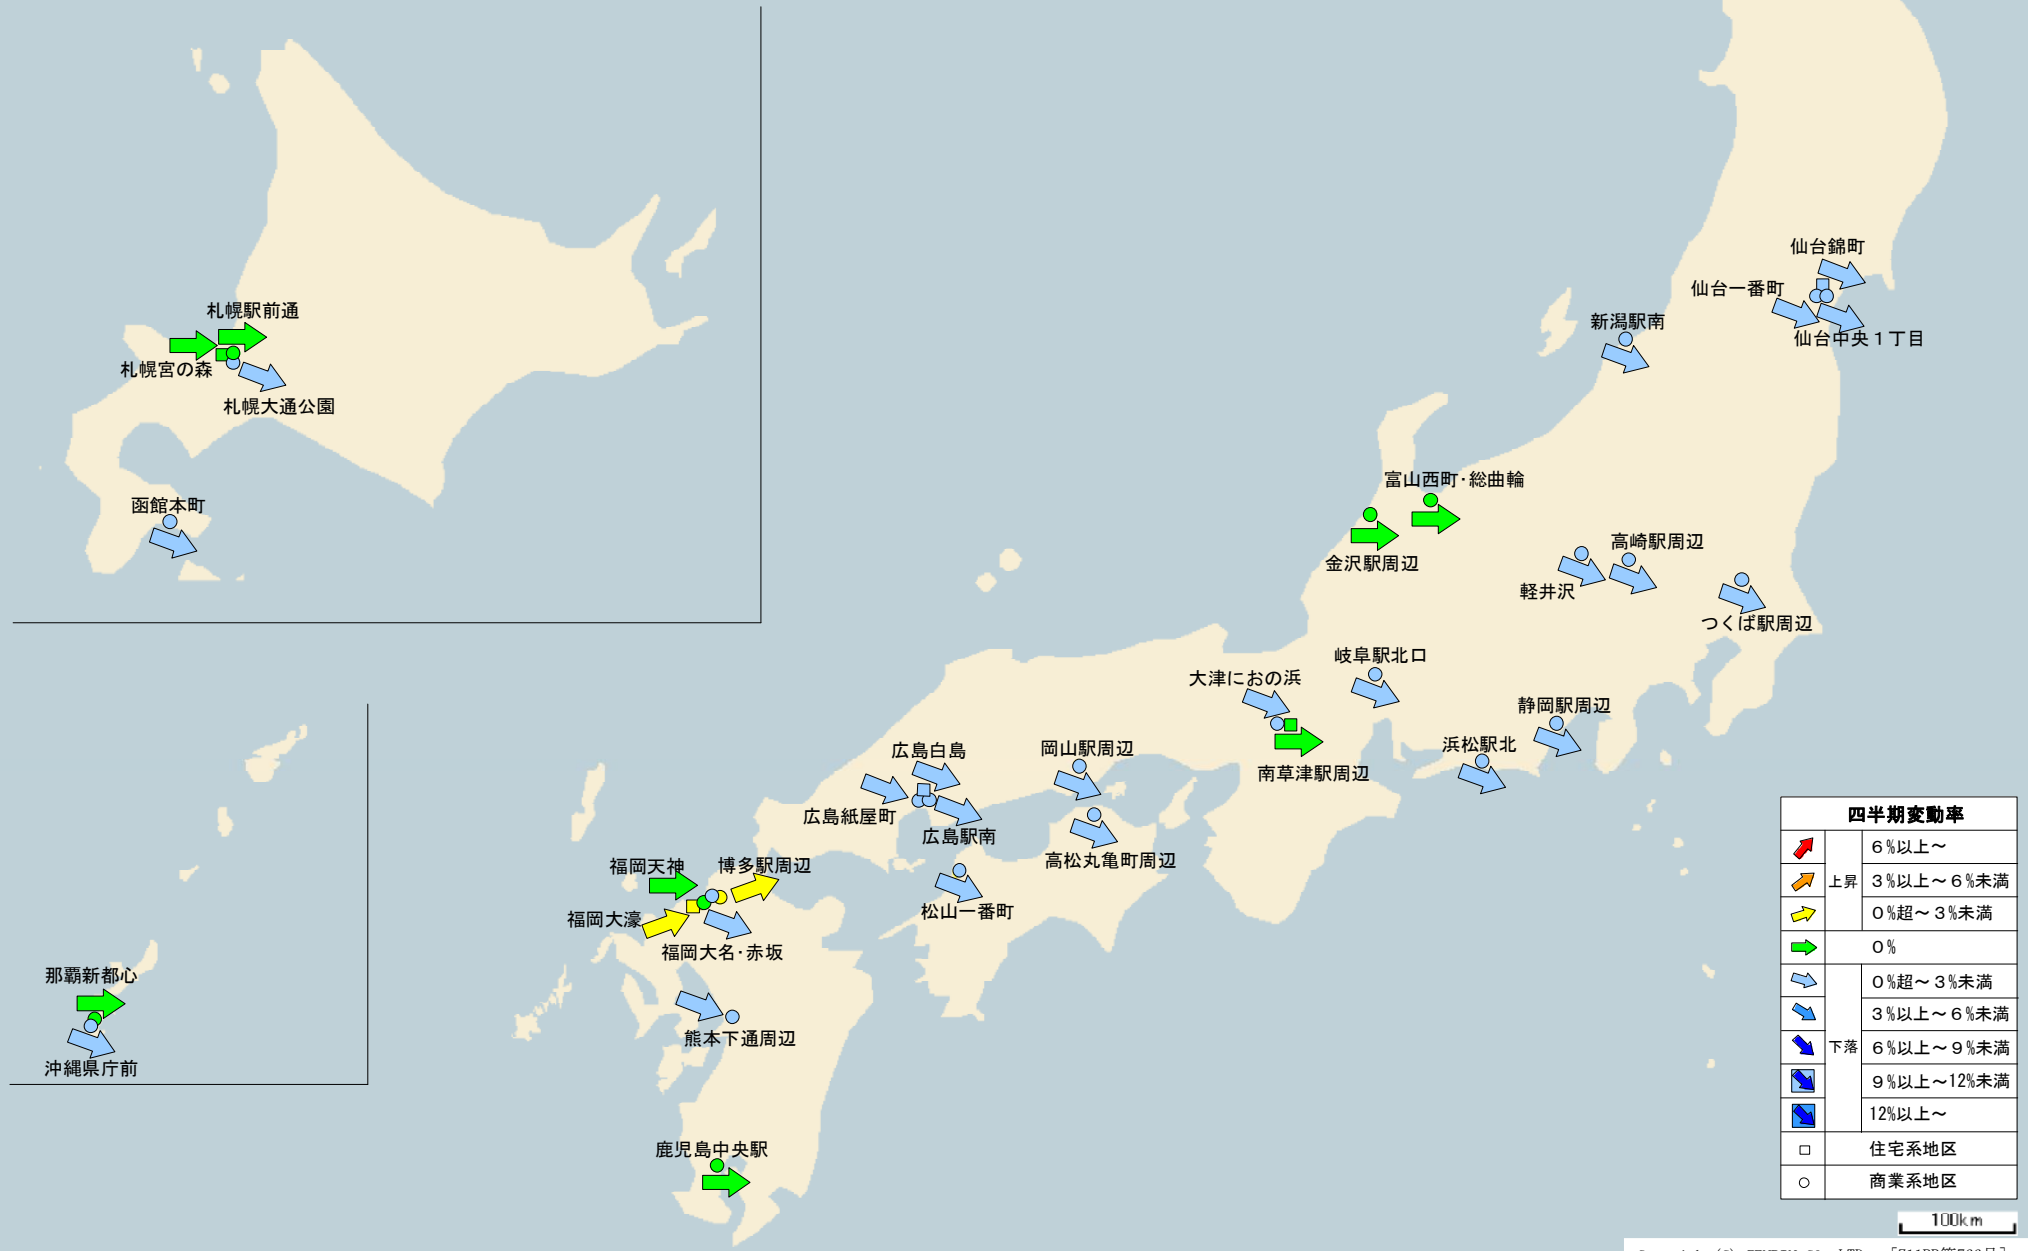 札幌駅前通
札幌宮の森
札幌大通公園
函館本町
仙台錦町
仙台一番町
仙台中央１丁目
新潟駅南
富山西町・総曲輪
金沢駅周辺
高崎駅周辺
軽井沢
つくば駅周辺
岐阜駅北口
大津におの浜
静岡駅周辺
浜松駅北
南草津駅周辺
岡山駅周辺
広島白島
広島紙屋町
広島駅南
高松丸亀町周辺
松山一番町
福岡天神
博多駅周辺
福岡大濠
福岡大名・赤坂
熊本下通周辺
鹿児島中央駅
那覇新都心
沖縄県庁前
四半期変動率
上昇
６%以上～
３%以上～６%未満
０%超～３%未満
０%
下落
０%超～３%未満
３%以上～６%未満
６%以上～９%未満
９%以上～12%未満
12%以上～
住宅系地区
商業系地区
100km